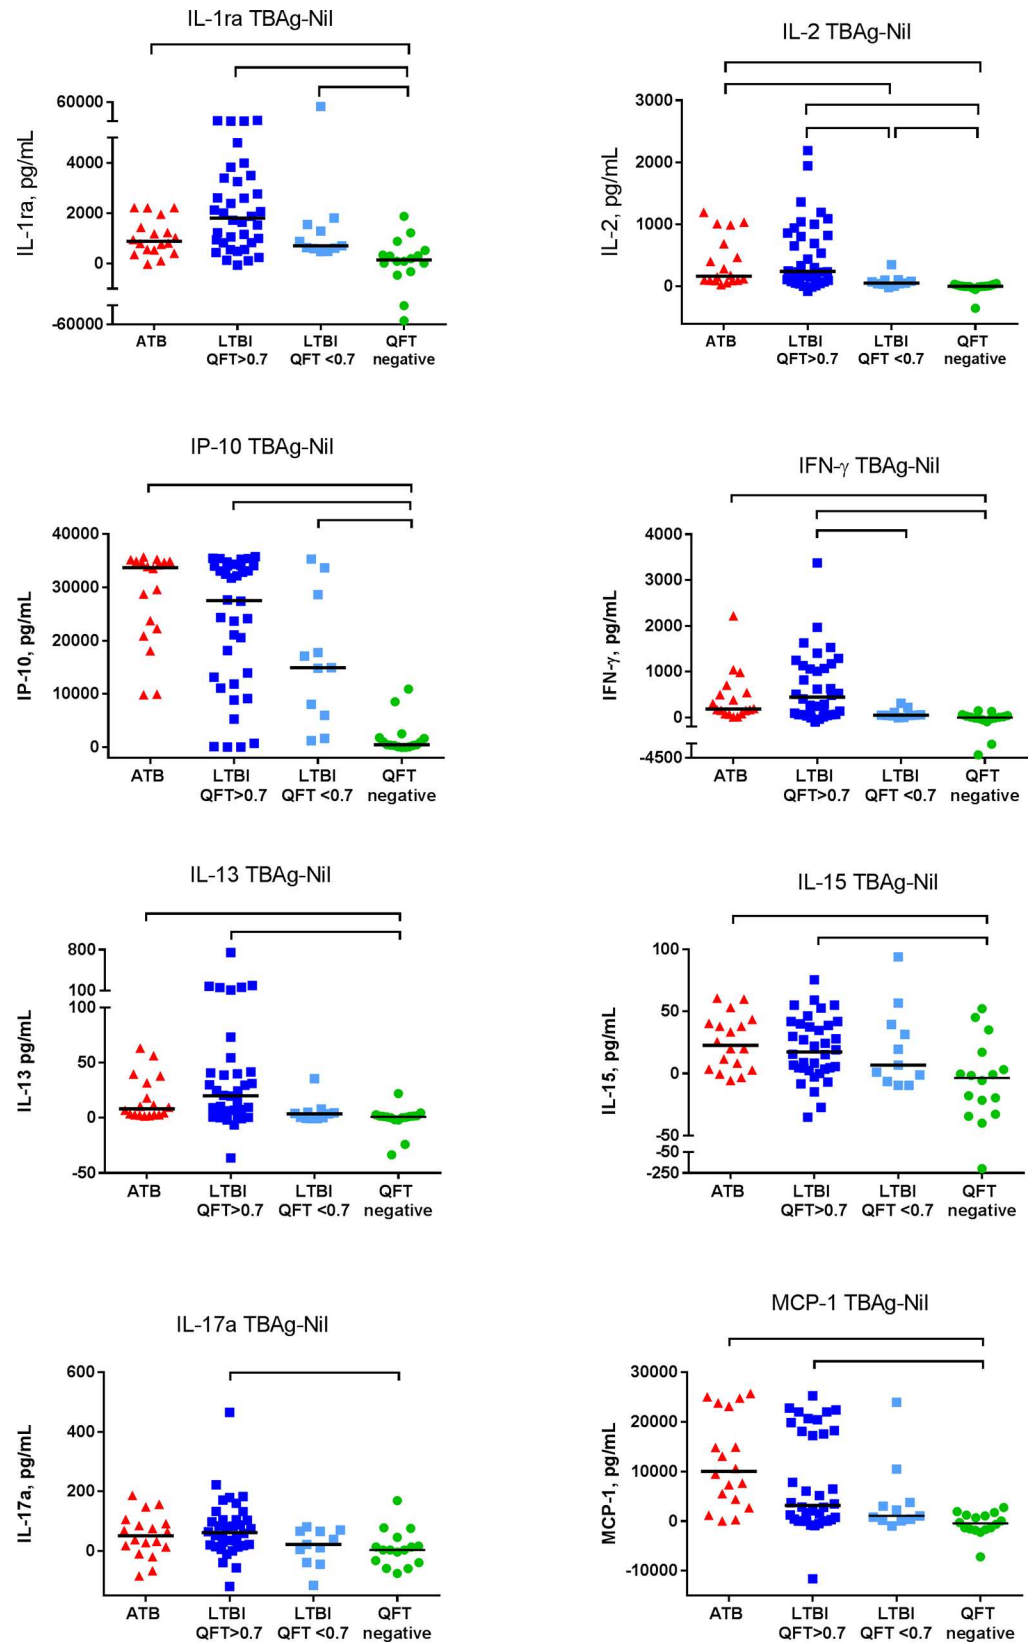 IL-1ra TBAg-Nil
IL-1ra, pg/mL
60000
4000
2000
0
-60000
ATB
LTBI
QFT>0.7
LTBI
QFT <0.7
QFT
negative
IL-2 TBAg-Nil
IL-2, pg/mL
3000
2000
1000
0
ATB
LTBI
QFT>0.7
LTBI
QFT <0.7
QFT
negative
IP-10 TBAg-Nil
IP-10, pg/mL
40000
30000
20000
10000
0
ATB
LTBI
QFT>0.7
LTBI
QFT <0.7
QFT
negative
IFN-γ TBAg-Nil
IFN-γ, pg/mL
4000
3000
2000
1000
0
-4500
ATB
LTBI
QFT>0.7
LTBI
QFT <0.7
QFT
negative
IL-13 TBAg-Nil
IL-13 pg/mL
800
100
100
50
0
-50
ATB
LTBI
QFT>0.7
LTBI
QFT <0.7
QFT
negative
IL-15 TBAg-Nil
IL-15, pg/mL
100
50
0
-50
-50
-250
ATB
LTBI
QFT>0.7
LTBI
QFT <0.7
QFT
negative
IL-17a TBAg-Nil
IL-17a, pg/mL
600
400
200
0
ATB
LTBI
QFT>0.7
LTBI
QFT <0.7
QFT
negative
MCP-1 TBAg-Nil
MCP-1, pg/mL
30000
20000
10000
0
-10000
ATB
LTBI
QFT>0.7
LTBI
QFT <0.7
QFT
negative